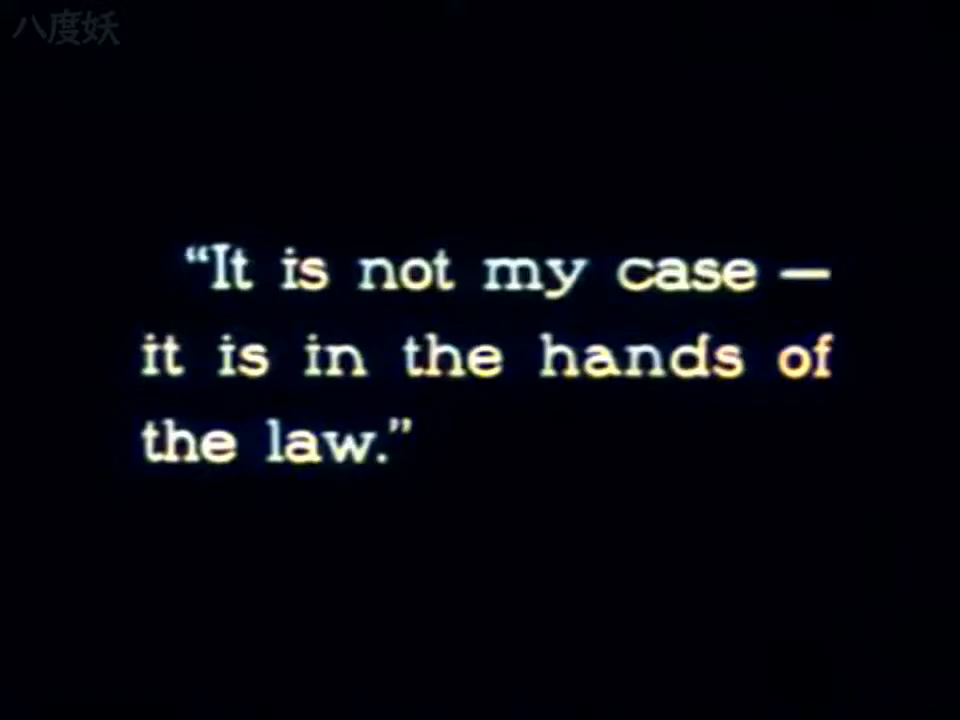 八度妖
“It is not my case —
it is in the hands of
the law.”